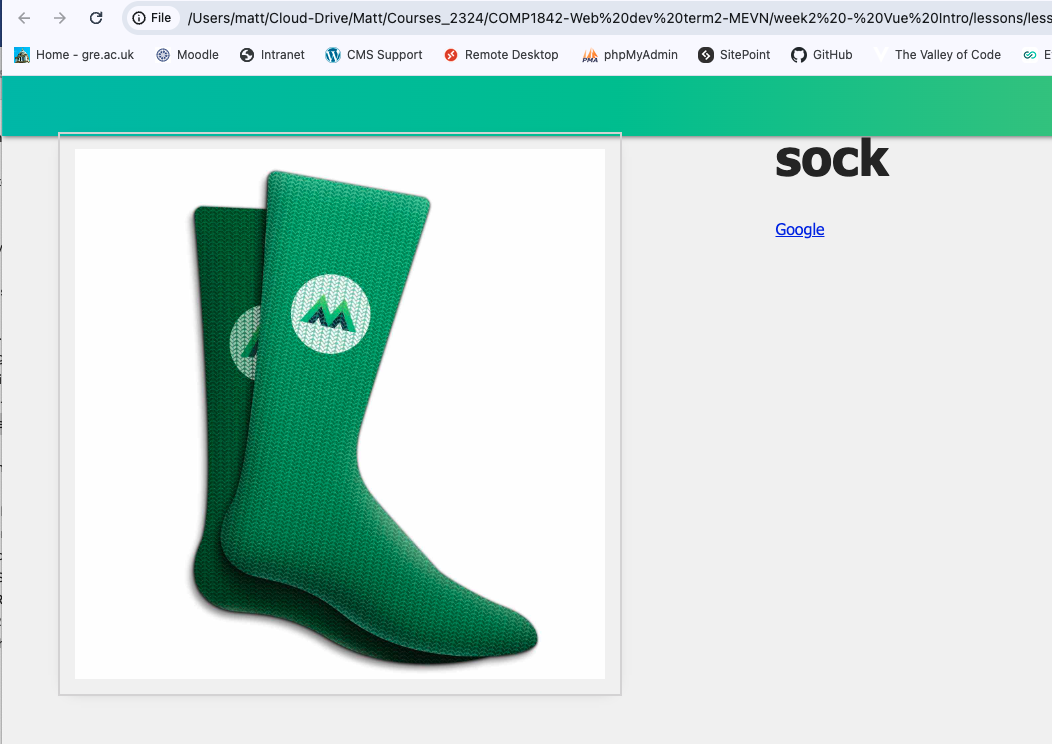 File
/Users/matt/Cloud-Drive/Matt/Courses_2324/COMP1842-Web%20dev%20term2-MEVN/week2%20-%20Vue%20Intro/lessons/less
Home - gre.ac.uk Moodle Intranet CMS Support Remote Desktop phpMyAdmin SitePoint GitHub The Valley of Code E
sock
Google